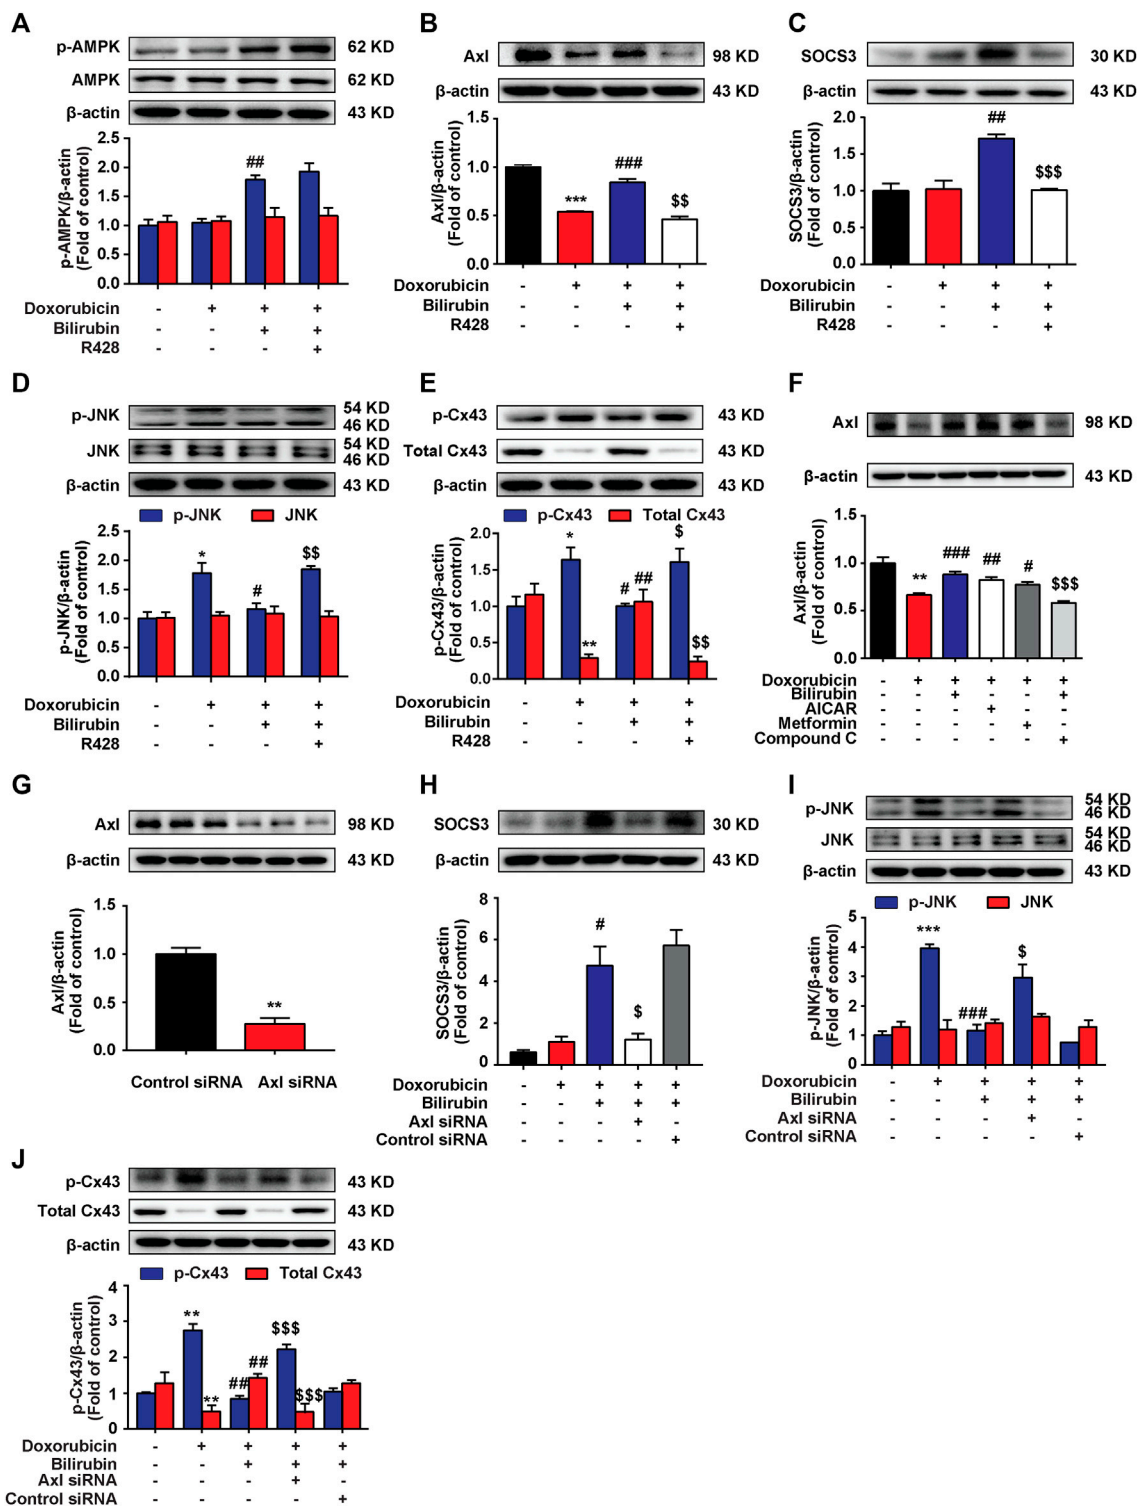 A
p-AMPK 62 KD
AMPK 62 KD
β-actin 43 KD
p-AMPK/β-actin
(Fold of control)
2.5
2.0
1.5
1.0
0.5
0.0
##
Doxorubicin - + + +
Bilirubin - - + +
R428 - - - +
B
Axl 98 KD
β-actin 43 KD
Axl/β-actin
(Fold of control)
1.5
1.0
0.5
0.0
*** ### $$
Doxorubicin - + + +
Bilirubin - - + +
R428 - - - +
C
SOCS3 30 KD
β-actin 43 KD
SOCS3/β-actin
(Fold of control)
2.0
1.5
1.0
0.5
0.0
## $$$
Doxorubicin - + + +
Bilirubin - - + +
R428 - - - +
D
p-JNK 54 KD
46 KD
JNK 54 KD
46 KD
β-actin 43 KD
p-JNK JNK
p-JNK/β-actin
(Fold of control)
2.5
2.0
1.5
1.0
0.5
0.0
* # $$
Doxorubicin - + + +
Bilirubin - - + +
R428 - - - +
E
p-Cx43 43 KD
Total Cx43 43 KD
β-actin 43 KD
p-Cx43 Total Cx43
p-Cx43/β-actin
(Fold of control)
2.0
1.5
1.0
0.5
0.0
* ** # ## $ $$
Doxorubicin - + + +
Bilirubin - - + +
R428 - - - +
F
Axl 98 KD
β-actin 43 KD
Axl/β-actin
(Fold of control)
1.5
1.0
0.5
0.0
** ### ## # $$$
Doxorubicin - + + + + +
Bilirubin - - + - - +
AICAR - - - + - -
Metformin - - - - + -
Compound C - - - - - +
G
Axl 98 KD
β-actin 43 KD
Axl/β-actin
(Fold of control)
1.5
1.0
0.5
0.0
**
Control siRNA Axl siRNA
H
SOCS3 30 KD
β-actin 43 KD
SOCS3/β-actin
(Fold of control)
8
6
4
2
0
# $
Doxorubicin - + + + +
Bilirubin - - + + +
Axl siRNA - - - + -
Control siRNA - - - - +
I
p-JNK 54 KD
46 KD
JNK 54 KD
46 KD
β-actin 43 KD
p-JNK JNK
p-JNK/β-actin
(Fold of control)
5
4
3
2
1
0
*** ### $
Doxorubicin - + + + +
Bilirubin - - + + +
Axl siRNA - - - + -
Control siRNA - - - - +
J
p-Cx43 43 KD
Total Cx43 43 KD
β-actin 43 KD
p-Cx43 Total Cx43
p-Cx43/β-actin
(Fold of control)
4
3
2
1
0
** ** ## ## $$$ $$$
Doxorubicin - + + + +
Bilirubin - - + + +
Axl siRNA - - - + -
Control siRNA - - - - +